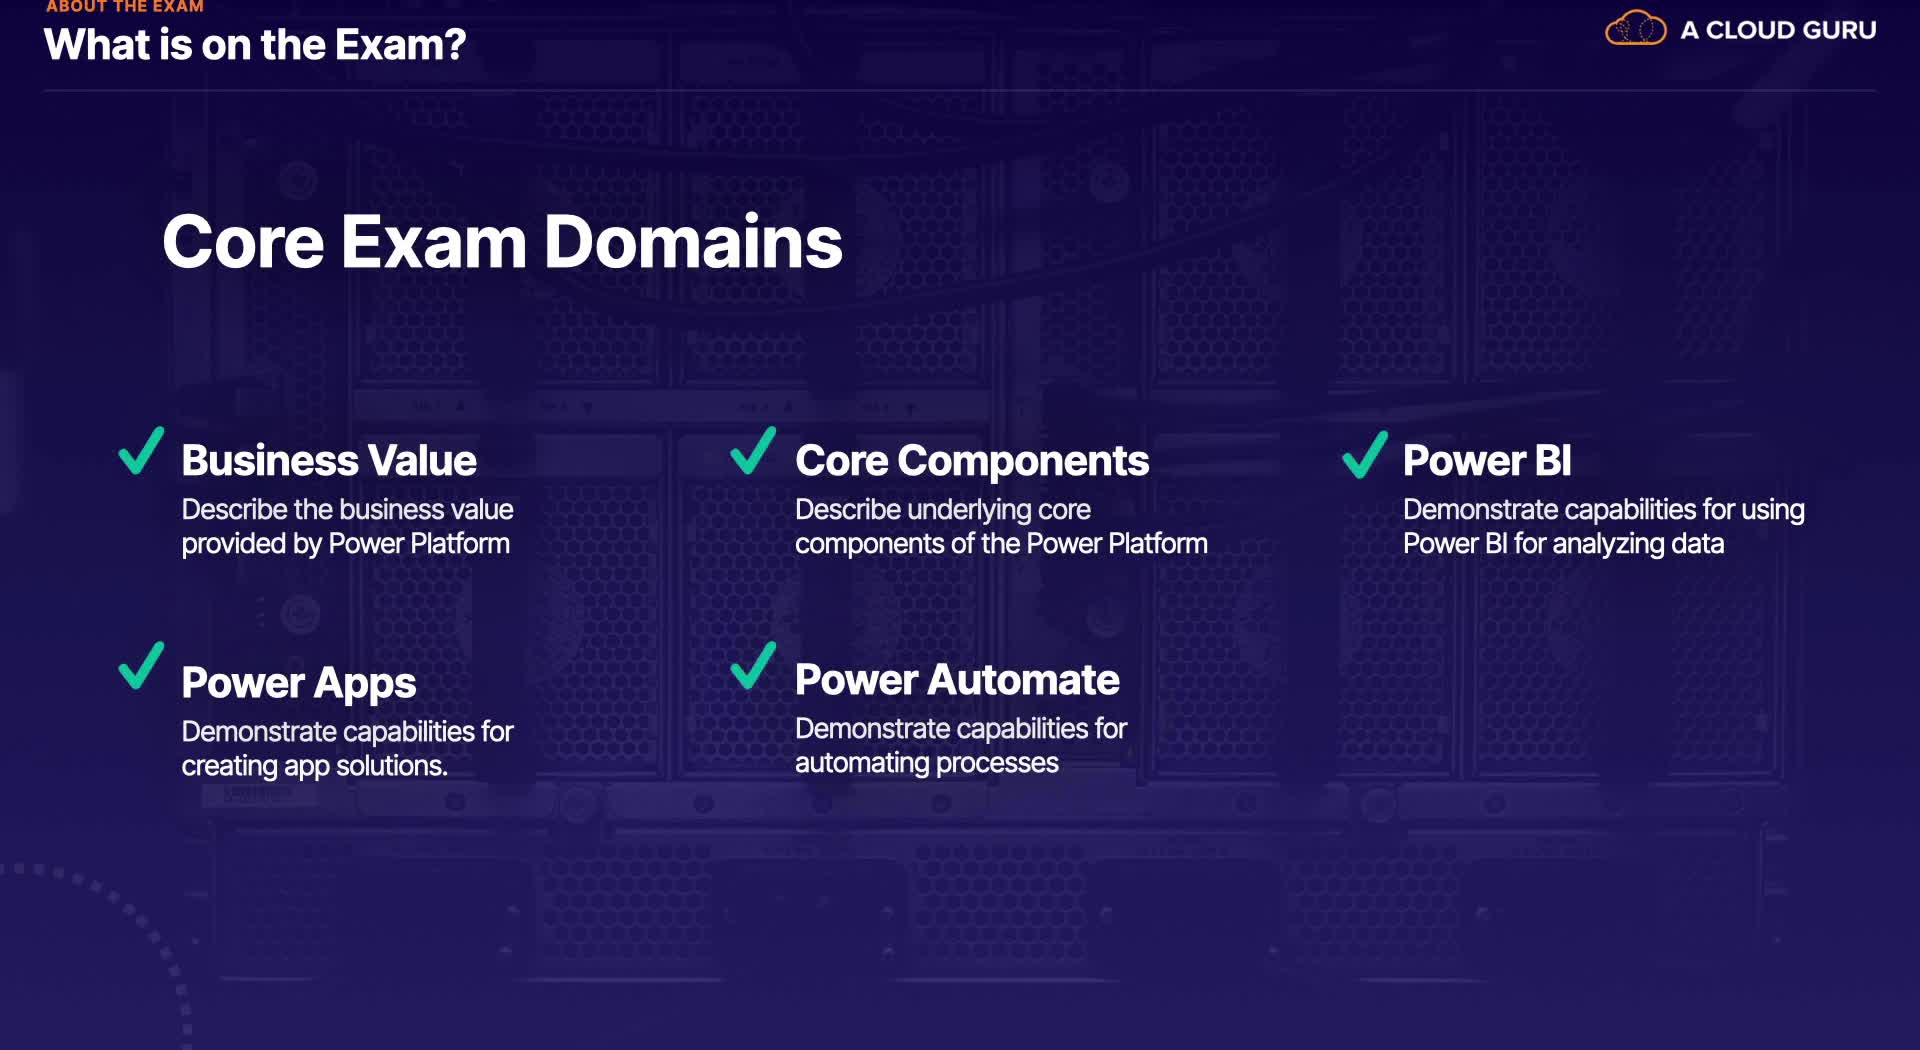 ABOUT THE EXAM
What is on the Exam?
A CLOUD GURU
Core Exam Domains
Business Value
Describe the business value
provided by Power Platform
Core Components
Describe underlying core
components of the Power Platform
Power BI
Demonstrate capabilities for using
Power BI for analyzing data
Power Apps
Demonstrate capabilities for
creating app solutions.
Power Automate
Demonstrate capabilities for
automating processes